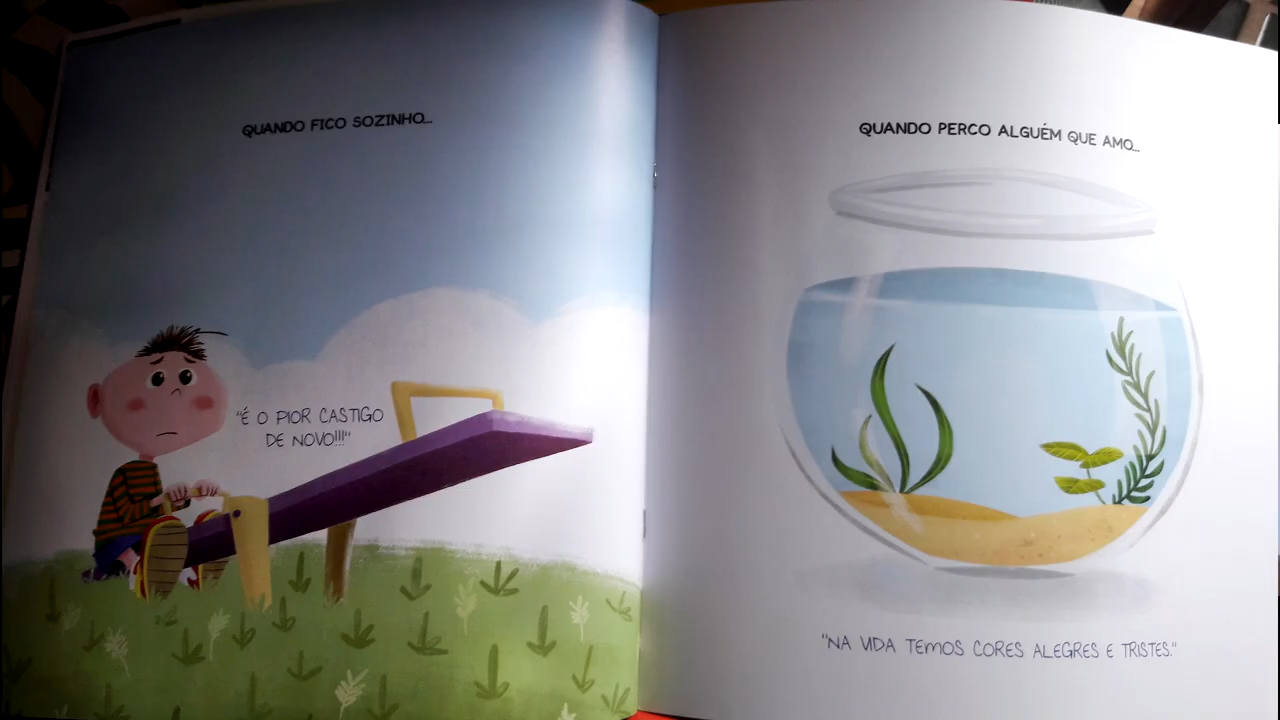 QUANDO FICO SOZINHO...
"É O PIOR CASTIGO
DE NOVO!!!"
QUANDO PERCO ALGUÉM QUE AMO...
"NA VIDA TEMOS CORES ALEGRES E TRISTES."